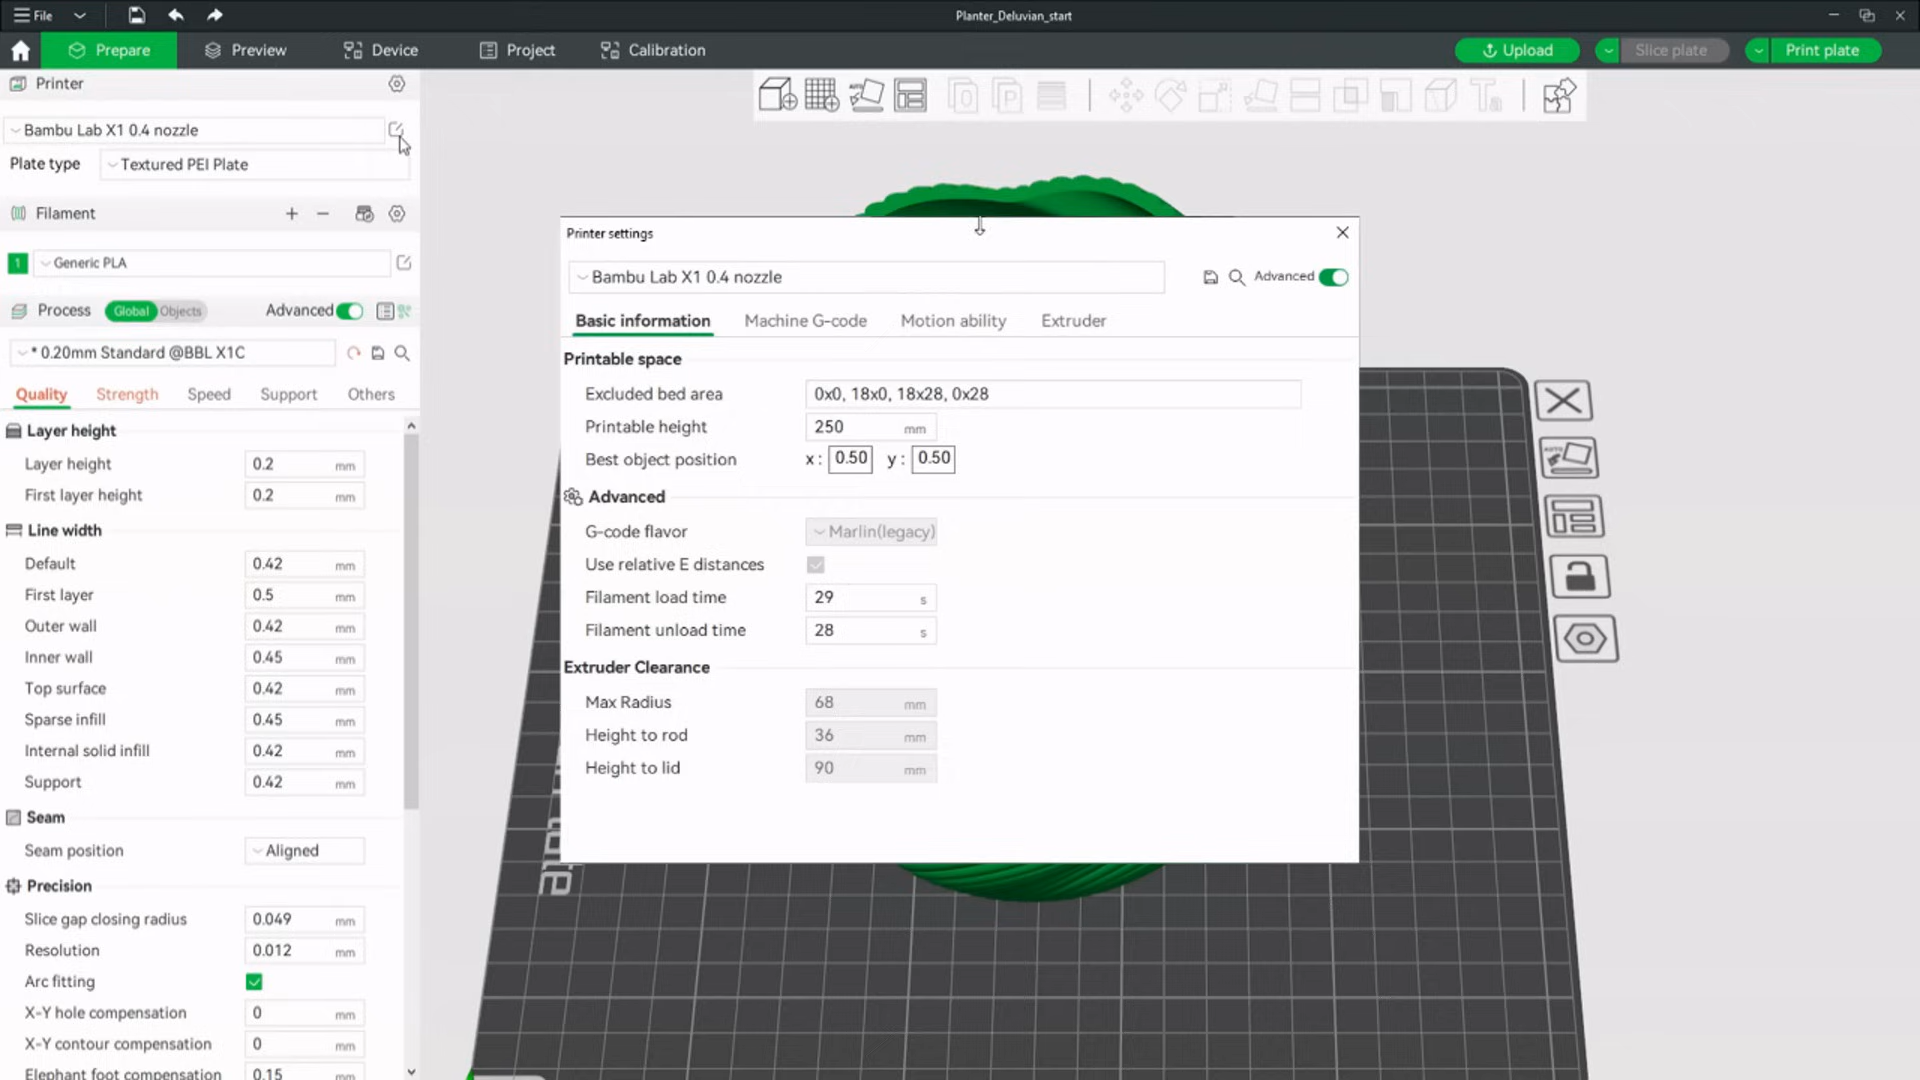 File
Planter_Deluvian_start
Prepare
Preview
Device
Project
Calibration
Upload
Slice plate
Print plate
Printer
Bambu Lab X1 0.4 nozzle
Plate type
Textured PEI Plate
Filament
1 Generic PLA
Process Global Objects Advanced
* 0.20mm Standard @BBL X1C
Quality Strength Speed Support Others
Layer height
Layer height 0.2 mm
First layer height 0.2 mm
Line width
Default 0.42 mm
First layer 0.5 mm
Outer wall 0.42 mm
Inner wall 0.45 mm
Top surface 0.42 mm
Sparse infill 0.45 mm
Internal solid infill 0.42 mm
Support 0.42 mm
Seam
Seam position Aligned
Precision
Slice gap closing radius 0.049 mm
Resolution 0.012 mm
Arc fitting
X-Y hole compensation 0 mm
X-Y contour compensation 0 mm
Elephant foot compensation 0.15 mm
AUTO
Printer settings
Bambu Lab X1 0.4 nozzle
Advanced
Basic information Machine G-code Motion ability Extruder
Printable space
Excluded bed area 0x0, 18x0, 18x28, 0x28
Printable height 250 mm
Best object position x : 0.50 y : 0.50
Advanced
G-code flavor Marlin(legacy)
Use relative E distances
Filament load time 29 s
Filament unload time 28 s
Extruder Clearance
Max Radius 68 mm
Height to rod 36 mm
Height to lid 90 mm
AUTO